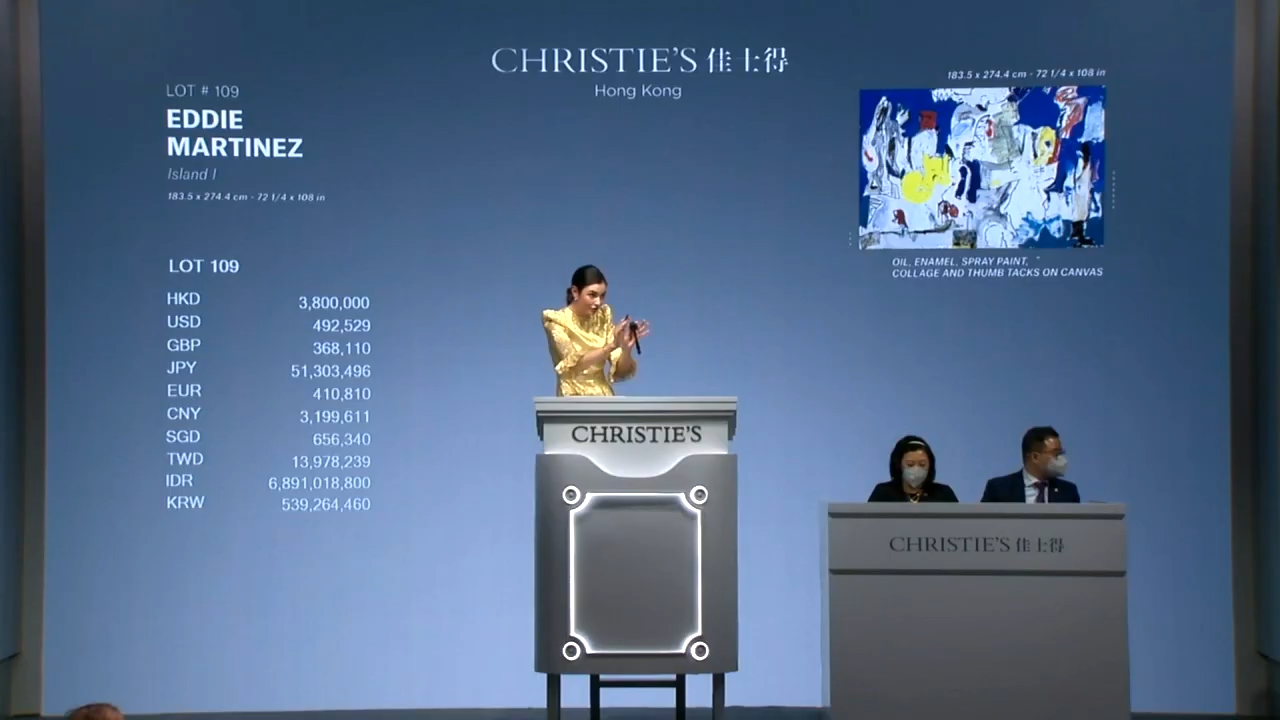 CHRISTIE'S 佳士得
Hong Kong
LOT # 109
EDDIE
MARTINEZ
Island I
183.5 x 274.4 cm - 72 1/4 x 108 in
LOT 109
HKD 3,800,000
USD 492,529
GBP 368,110
JPY 51,303,496
EUR 410,810
CNY 3,199,611
SGD 656,340
TWD 13,978,239
IDR 6,891,018,800
KRW 539,264,460
183.5 x 274.4 cm - 72 1/4 x 108 in
OIL, ENAMEL, SPRAY PAINT,
COLLAGE AND THUMB TACKS ON CANVAS
CHRISTIE'S
CHRISTIE'S 佳士得